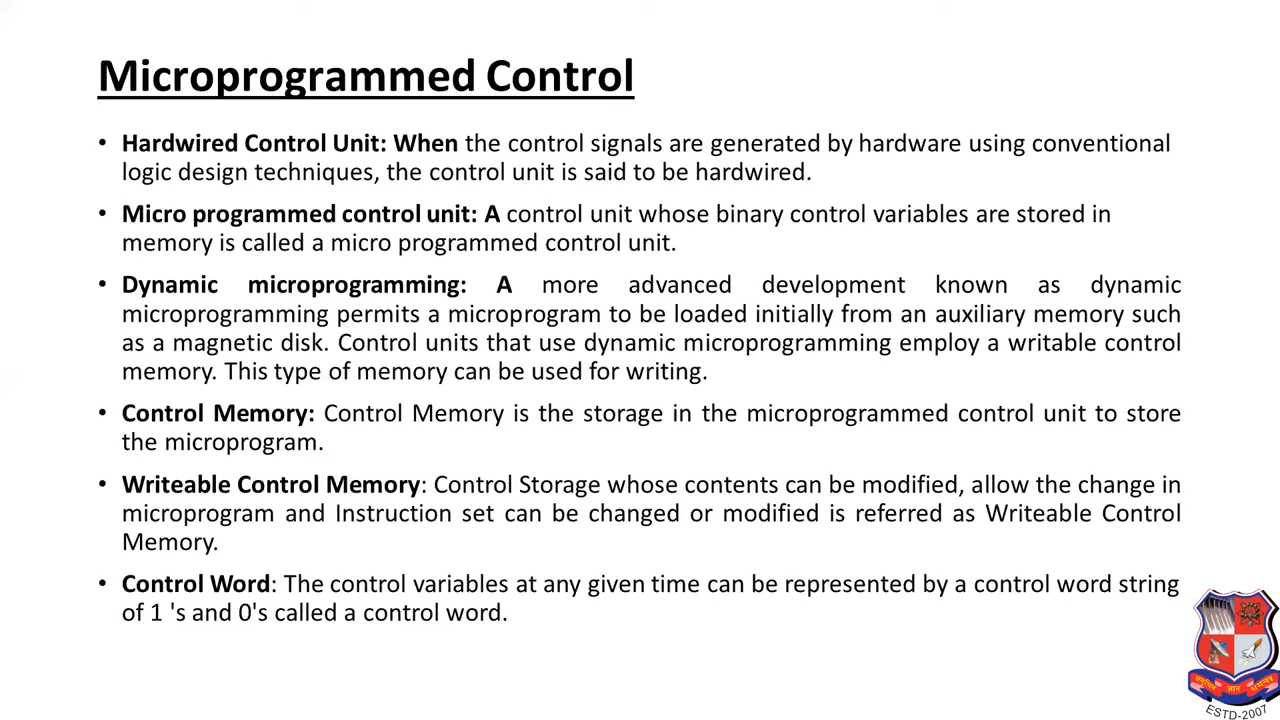 Microprogrammed Control
• Hardwired Control Unit: When the control signals are generated by hardware using conventional
logic design techniques, the control unit is said to be hardwired.
• Micro programmed control unit: A control unit whose binary control variables are stored in
memory is called a micro programmed control unit.
• Dynamic microprogramming: A more advanced development known as dynamic
microprogramming permits a microprogram to be loaded initially from an auxiliary memory such
as a magnetic disk. Control units that use dynamic microprogramming employ a writable control
memory. This type of memory can be used for writing.
• Control Memory: Control Memory is the storage in the microprogrammed control unit to store
the microprogram.
• Writeable Control Memory: Control Storage whose contents can be modified, allow the change in
microprogram and Instruction set can be changed or modified is referred as Writeable Control
Memory.
• Control Word: The control variables at any given time can be represented by a control word string
of 1 's and 0's called a control word.
ज्ञान
ESTD-2007